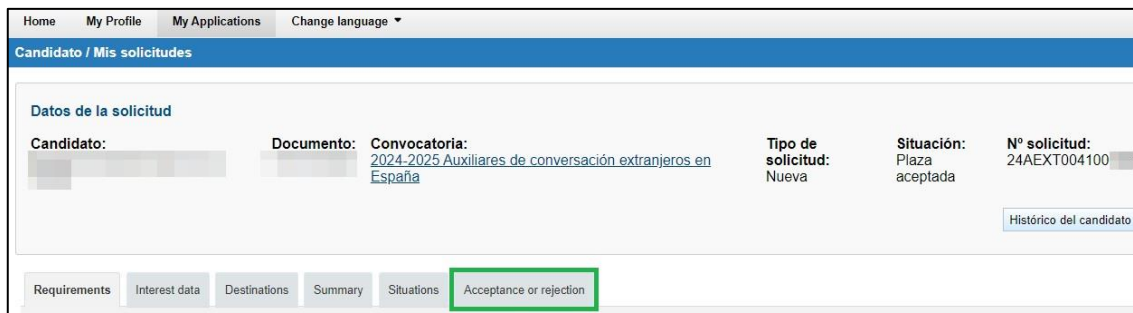 Home My Profile My Applications Change language
Candidato / Mis solicitudes
Datos de la solicitud
Candidato: Documento: Convocatoria: Tipo de solicitud: Situación: Nº solicitud:
2024-2025 Auxiliares de conversación extranjeros en España Nueva Plaza aceptada 24AEXT004100
Histórico del candidato
Requirements Interest data Destinations Summary Situations Acceptance or rejection